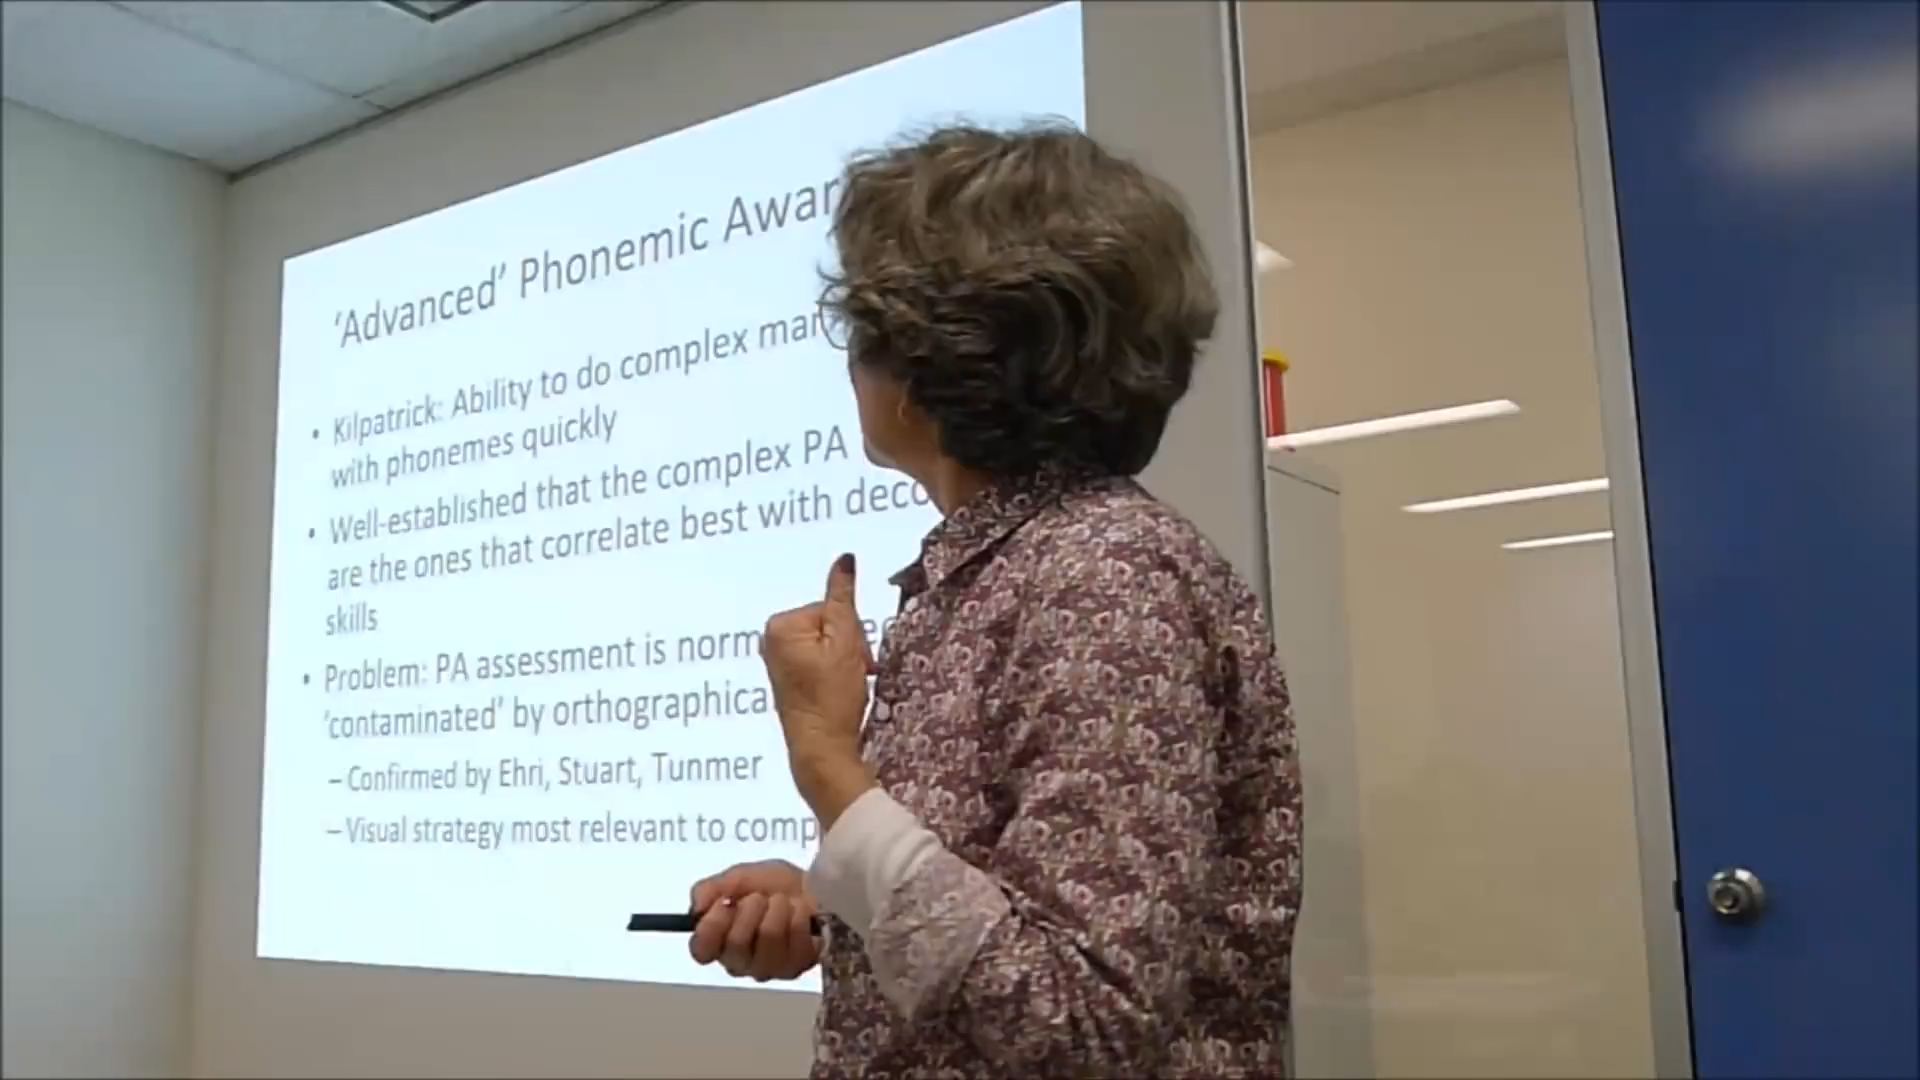 'Advanced' Phonemic Awar
• Kilpatrick: Ability to do complex man
with phonemes quickly
• Well-established that the complex PA
are the ones that correlate best with deco
skills
• Problem: PA assessment is norm
'contaminated' by orthographica
– Confirmed by Ehri, Stuart, Tunmer
– Visual strategy most relevant to comp